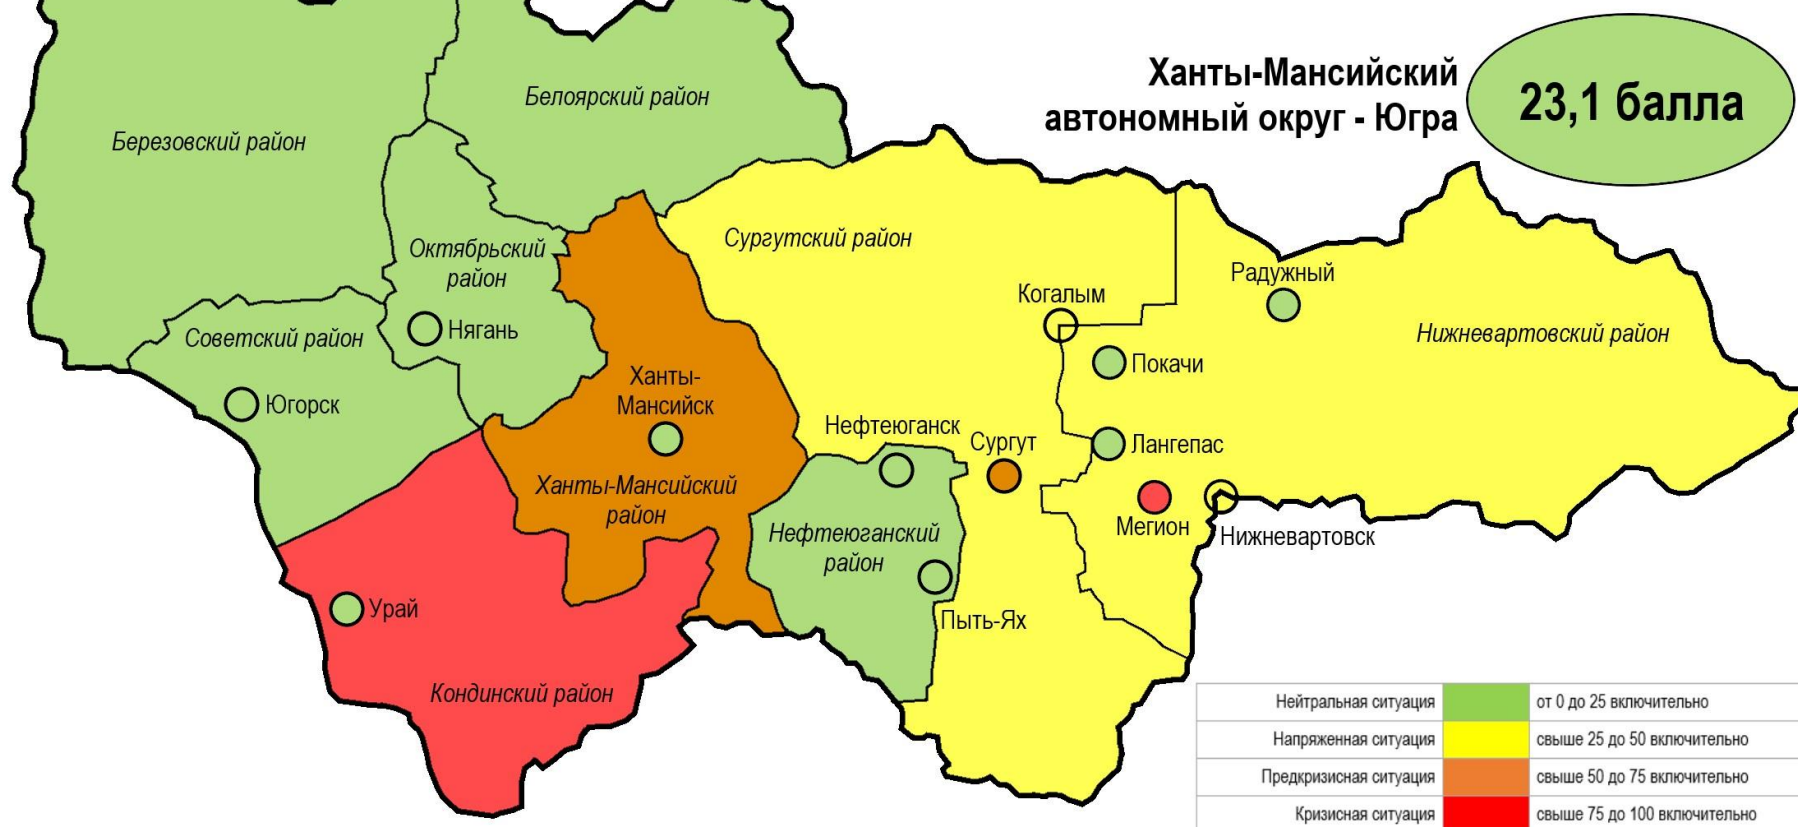 Ханты-Мансийский
автономный округ - Югра
23,1 балла
Белоярский район
Березовский район
Сургутский район
Октябрьский
район
Радужный
Когалым
Нягань
Советский район
Нижневартовский район
Покачи
Ханты-
Мансийск
Югорск
Нефтеюганск
Сургут
Лангепас
Ханты-Мансийский
район
Мегион
Нижневартовск
Нефтеюганский
район
Урай
Пыть-Ях
Кондинский район
Нейтральная ситуация от 0 до 25 включительно
Напряженная ситуация свыше 25 до 50 включительно
Предкризисная ситуация свыше 50 до 75 включительно
Кризисная ситуация свыше 75 до 100 включительно